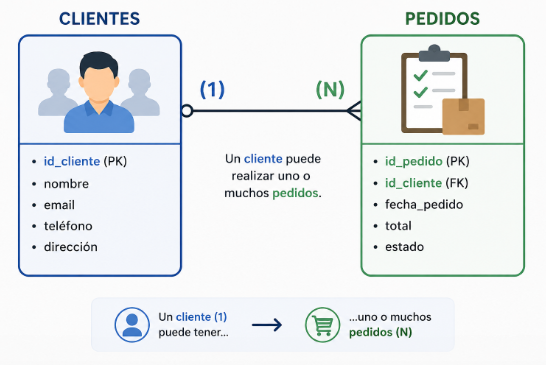 CLIENTES
PEDIDOS
(1)
(N)
Un cliente puede
realizar uno o
muchos pedidos.
• id_cliente (PK)
• nombre
• email
• teléfono
• dirección
• id_pedido (PK)
• id_cliente (FK)
• fecha_pedido
• total
• estado
Un cliente (1)
puede tener...
...uno o muchos
pedidos (N)